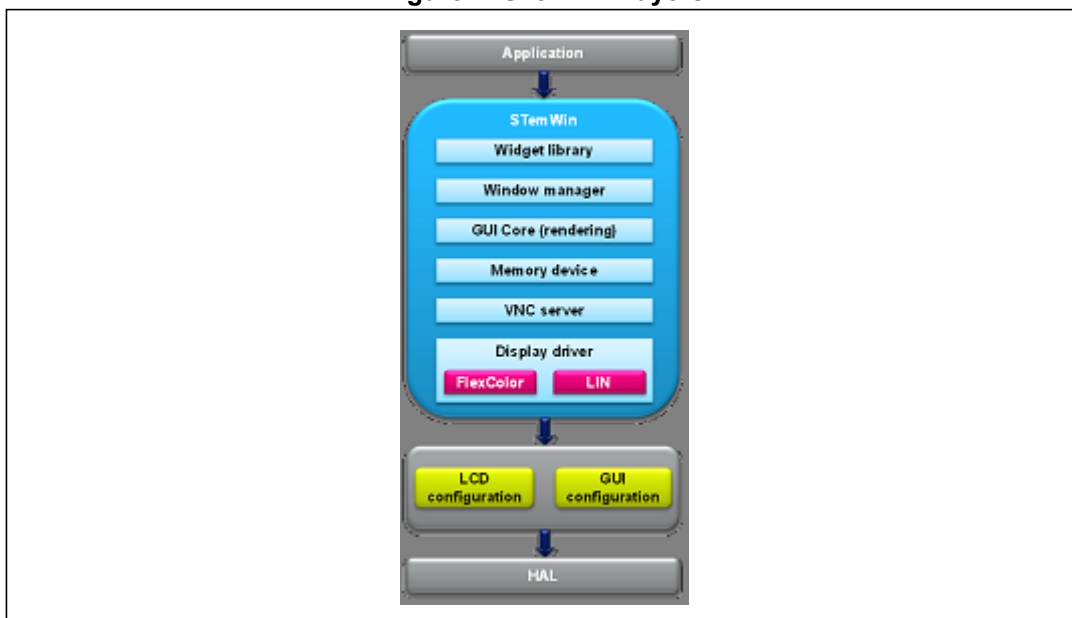 Application
STemWin
Widget library
Window manager
GUI Core (rendering)
Memory device
VNC server
Display driver
FlexColor LIN
LCD configuration
GUI configuration
HAL